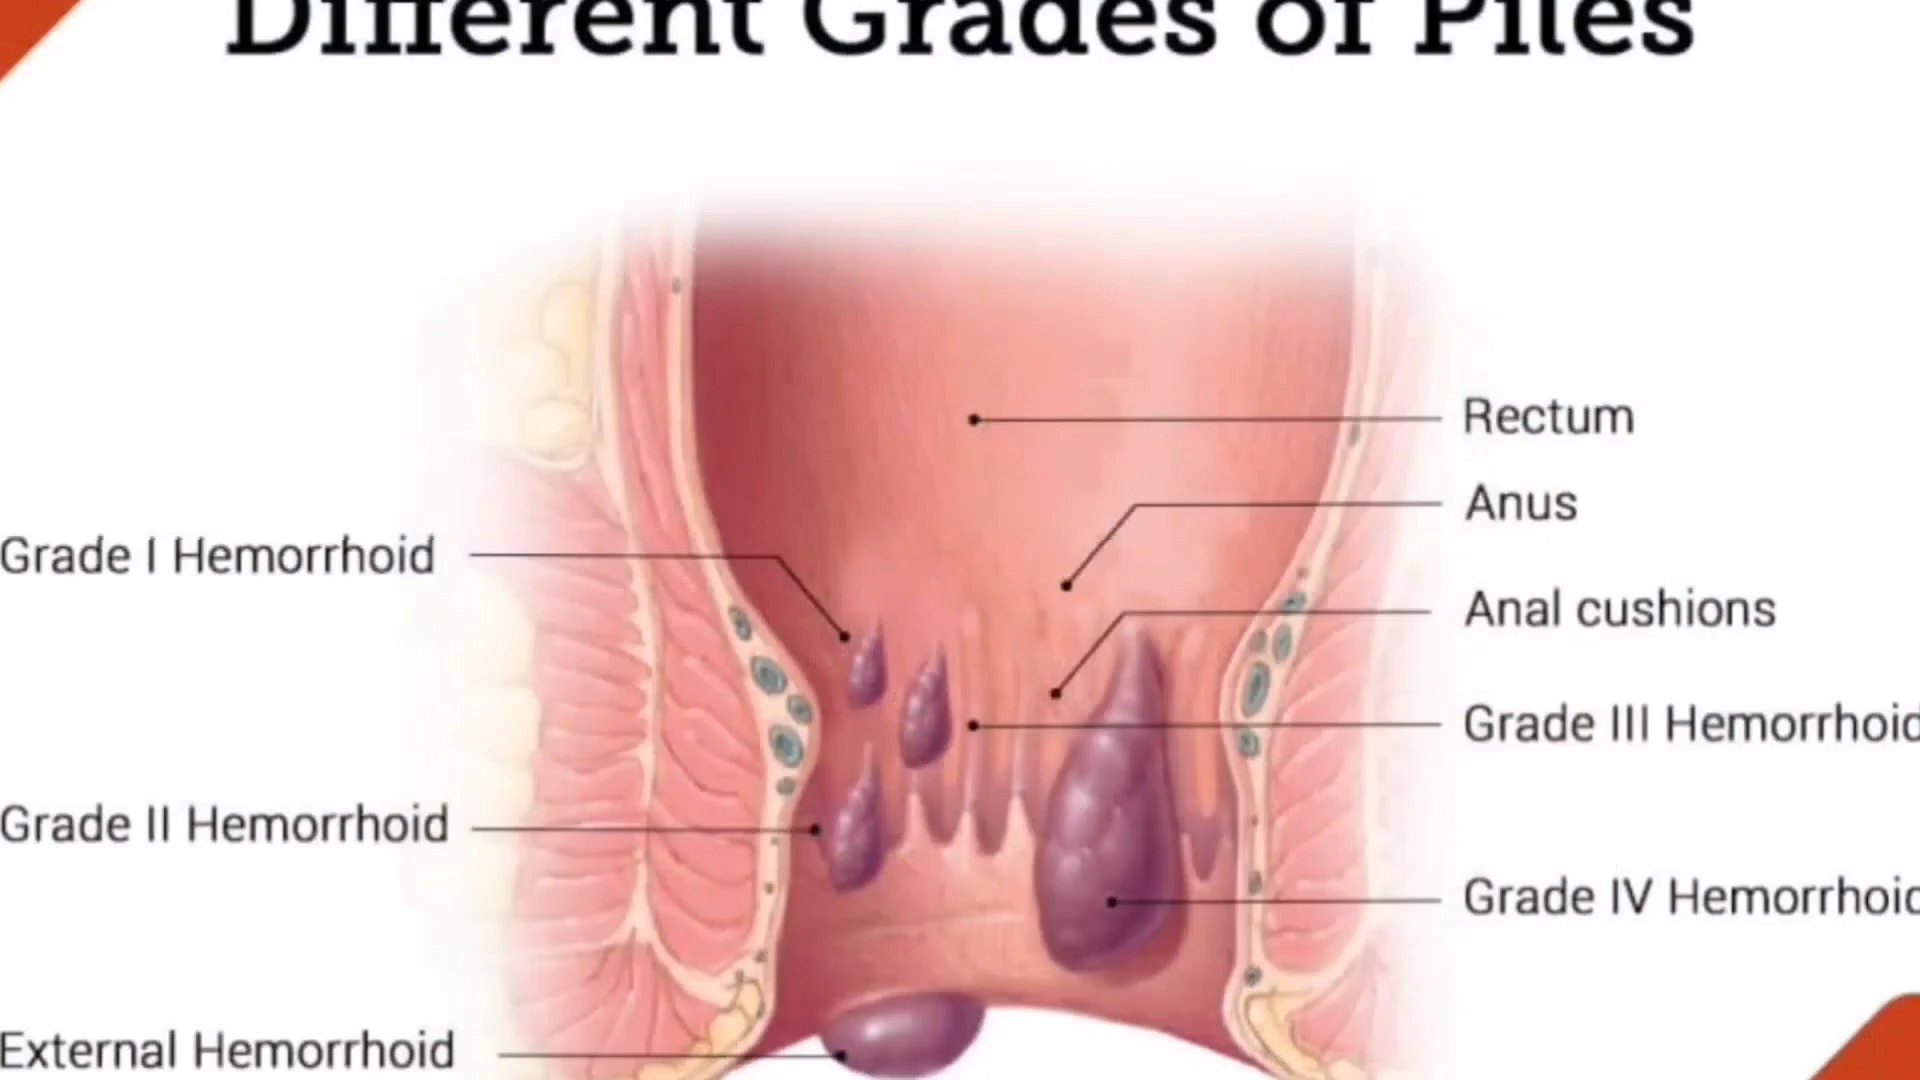 Different Grades of Piles
Rectum
Anus
Grade I Hemorrhoid
Anal cushions
Grade III Hemorrhoid
Grade II Hemorrhoid
Grade IV Hemorrhoid
External Hemorrhoid